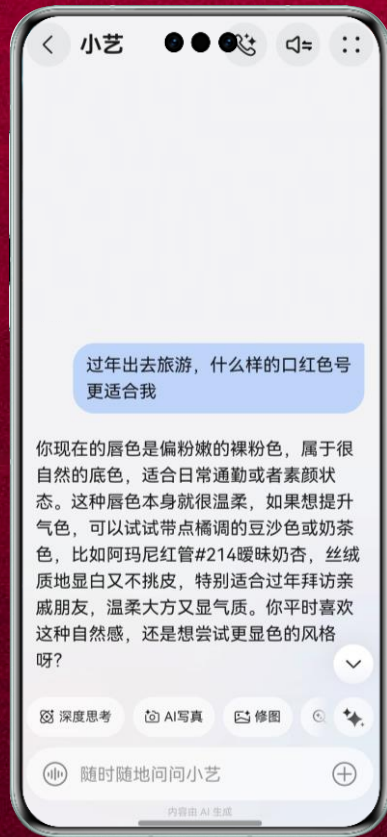 小艺
过年出去旅游，什么样的口红色号
更适合我
你现在的唇色是偏粉嫩的裸粉色，属于很
自然的底色，适合日常通勤或者素颜状
态。这种唇色本身就很温柔，如果想提升
气色，可以试试带点橘调的豆沙色或奶茶
色，比如阿玛尼红管#214暧昧奶杏，丝绒
质地显白又不挑皮，特别适合过年拜访亲
戚朋友，温柔大方又显气质。你平时喜欢
这种自然感，还是想尝试更显色的风格
呀？
深度思考 AI写真 修图
随时随地问问小艺
内容由 AI 生成